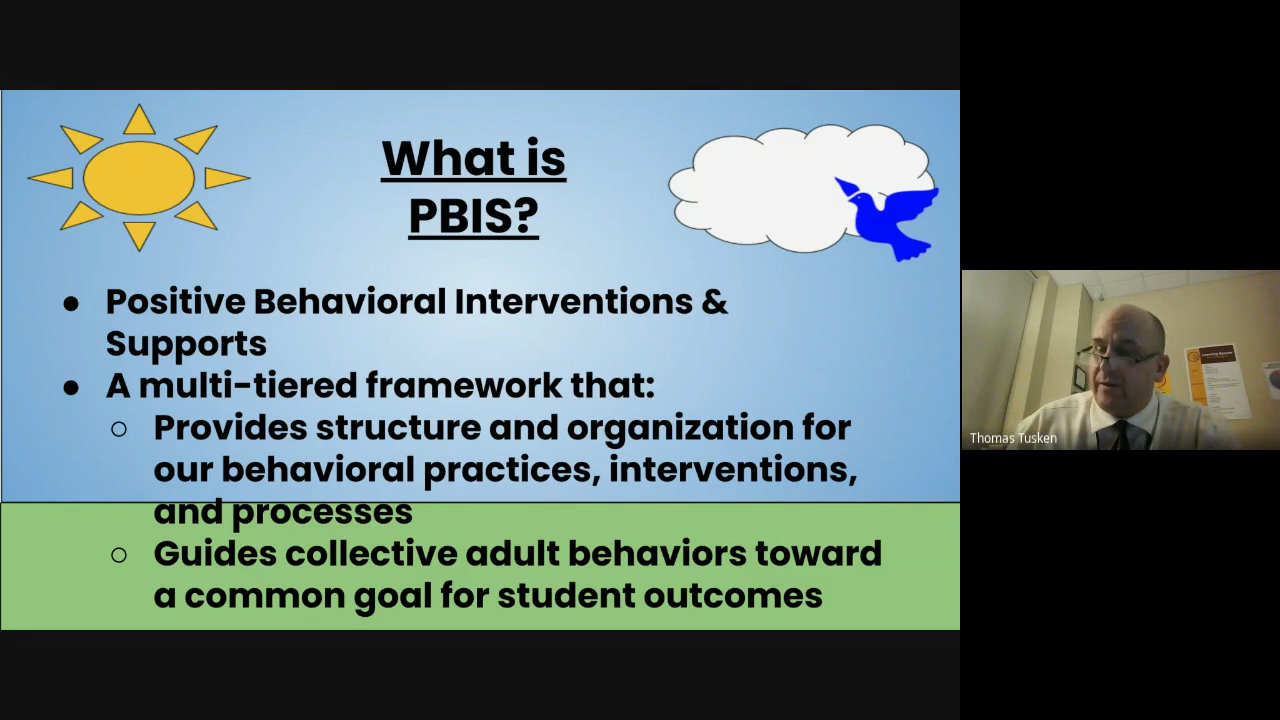 What is
PBIS?
● Positive Behavioral Interventions &
Supports
● A multi-tiered framework that:
○ Provides structure and organization for
our behavioral practices, interventions,
and processes
○ Guides collective adult behaviors toward
a common goal for student outcomes
Thomas Tusken